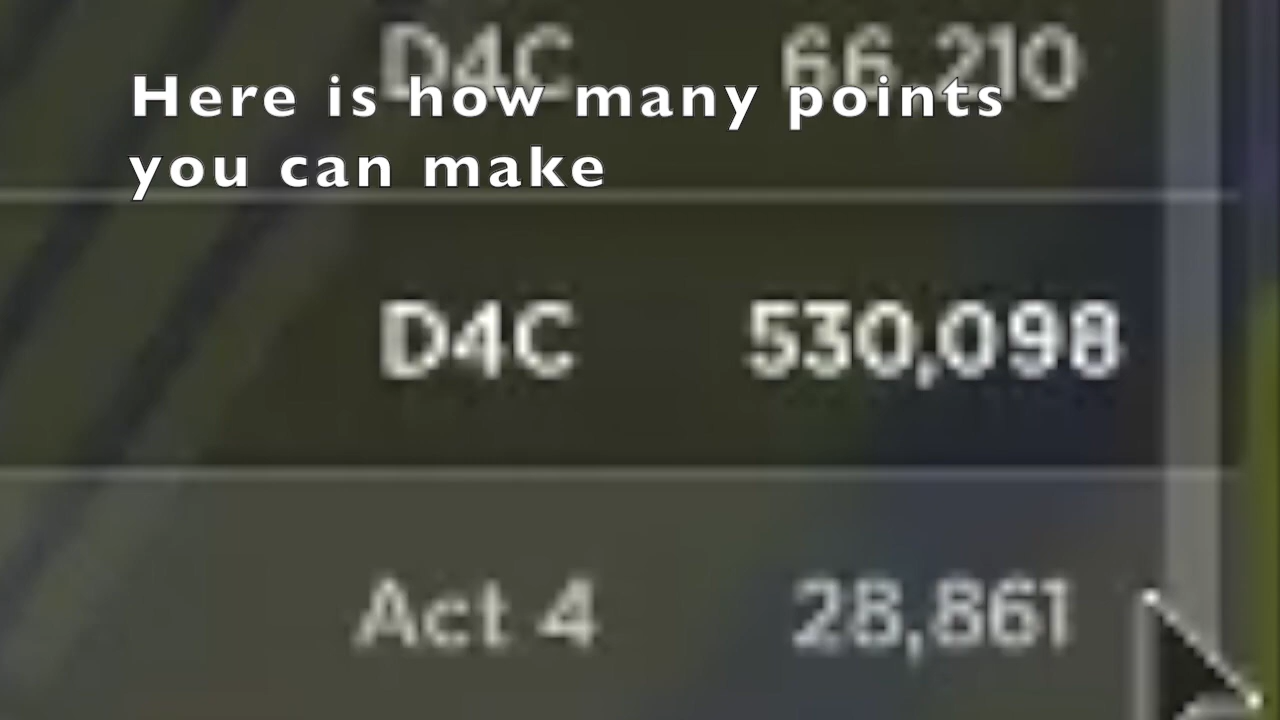 D4C 66,210
Here is how many points
you can make
D4C 530,098
Act 4 28,861